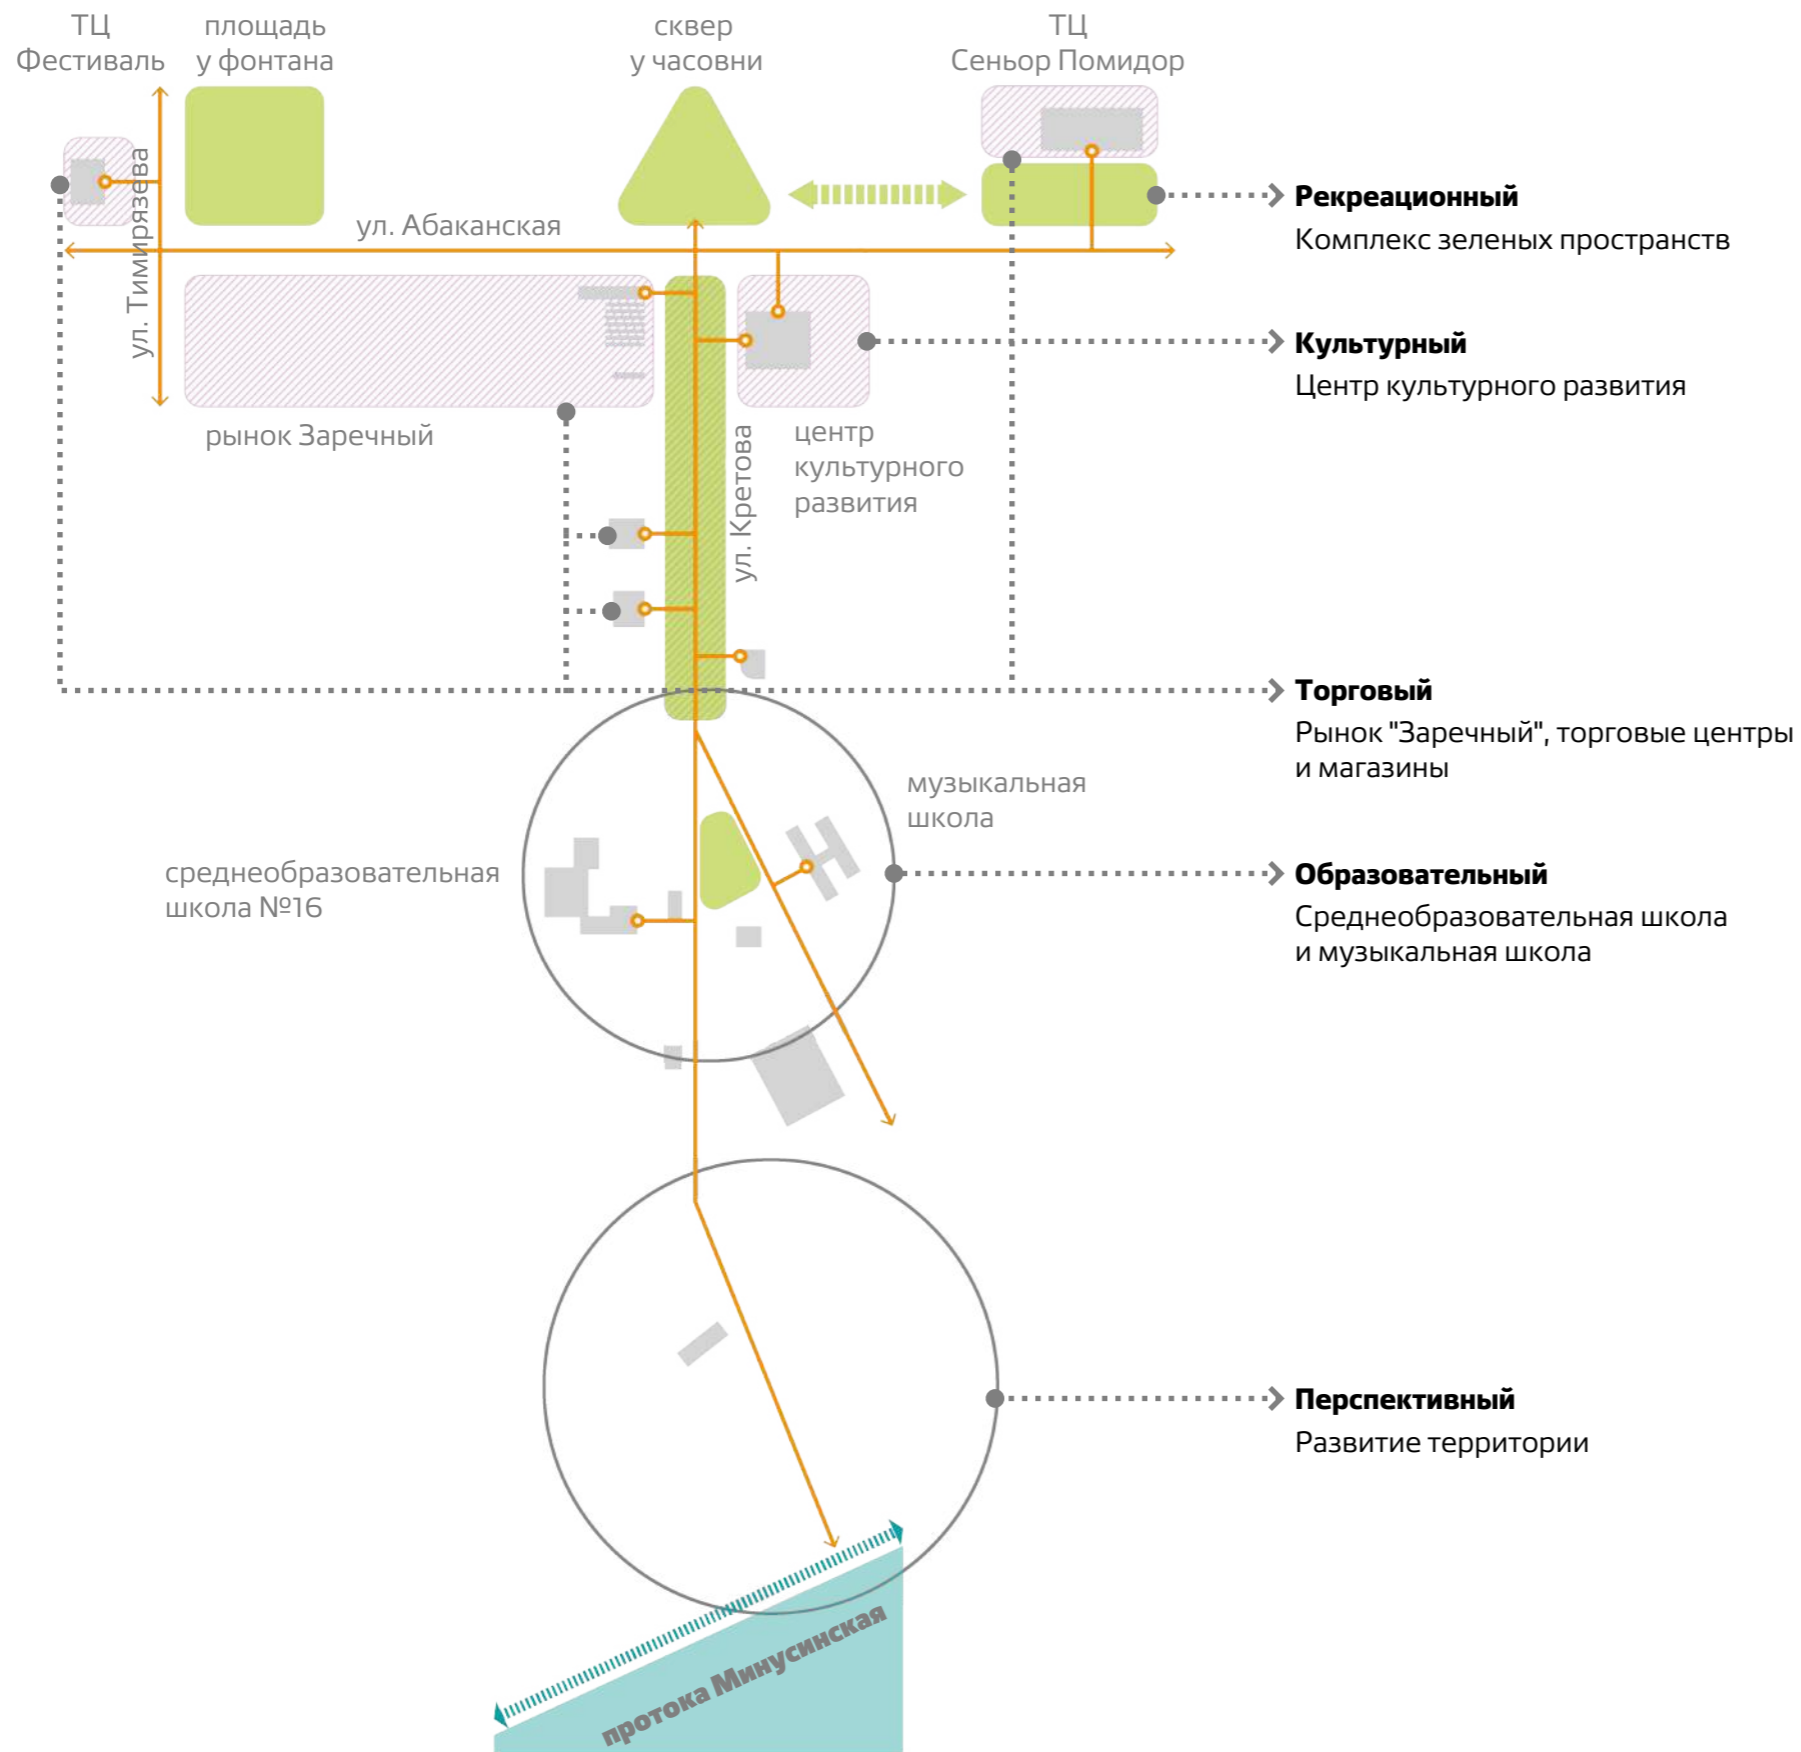 ТЦ
Фестиваль
площадь
у фонтана
сквер
у часовни
ТЦ
Сеньор Помидор
ул. Тимирязева
ул. Абаканская
Рекреационный
Комплекс зеленых пространств
Культурный
Центр культурного развития
рынок Заречный
ул. Кретова
центр
культурного
развития
Торговый
Рынок "Заречный", торговые центры
и магазины
музыкальная
школа
среднеобразовательная
школа №16
Образовательный
Среднеобразовательная школа
и музыкальная школа
Перспективный
Развитие территории
протока Минусинская